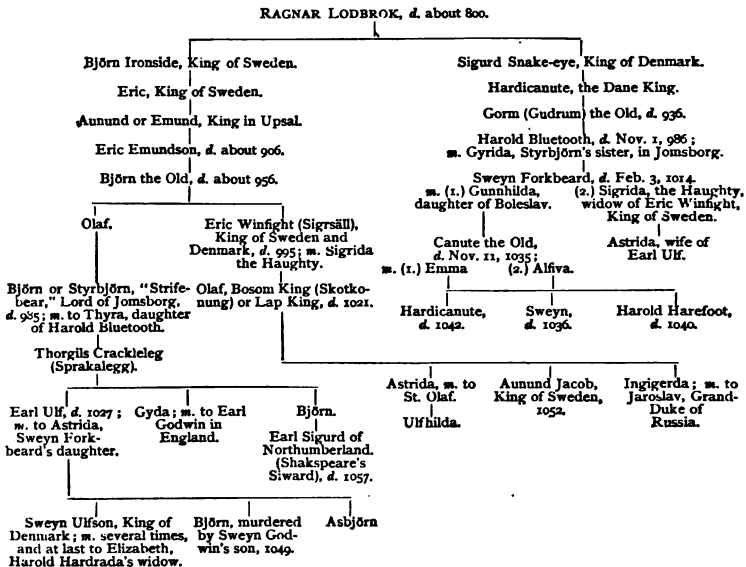 RAGNAR LODBROK, d. about 800.
Björn Ironside, King of Sweden.
Eric, King of Sweden.
Aunund or Emund, King in Upsal.
Eric Emundson, d. about 906.
Björn the Old, d. about 956.
Sigurd Snake-eye, King of Denmark.
Hardicanute, the Dane King.
Gorm (Gudrum) the Old, d. 936.
Harold Bluetooth, d. Nov. 1, 986;
m. Gyrida, Styrbjörn's sister, in Jomsborg.
Sweyn Forkbeard, d. Feb. 3, 1014.
m. (1.) Gunnhilda,
daughter of Boleslav.
(2.) Sigrida, the Haughty,
widow of Eric Winfight,
King of Sweden.
Olaf.
Eric Winfight (Sigrsäll),
King of Sweden and
Denmark, d. 995; m. Sigrida
the Haughty.
Canute the Old,
d. Nov. 11, 1035;
m. (1.) Emma
(2.) Alfiva.
Astrida, wife of
Earl Ulf.
Björn or Styrbjörn, "Strife-
bear," Lord of Jomsborg,
d. 985; m. to Thyra, daughter
of Harold Bluetooth.
Olaf, Bosom King (Skotko-
nung) or Lap King, d. 1021.
Hardicanute,
d. 1042.
Sweyn,
d. 1036.
Harold Harefoot,
d. 1040.
Thorgils Crackleleg
(Sprakalegg).
Astrida, m. to
St. Olaf.
Ulfhilda.
Aunund Jacob,
King of Sweden,
1052.
Ingigerda; m. to
Jaroslav, Grand-
Duke of
Russia.
Earl Ulf, d. 1027;
m. to Astrida,
Sweyn Fork-
beard's daughter.
Gyda; m. to Earl
Godwin in
England.
Björn.
Earl Sigurd of
Northumberland.
(Shakspeare's
Siward), d. 1057.
Sweyn Ulfson, King of
Denmark; m. several times,
and at last to Elizabeth,
Harold Hardrada's widow.
Björn, murdered
by Sweyn God-
win's son, 1049.
Asbjörn